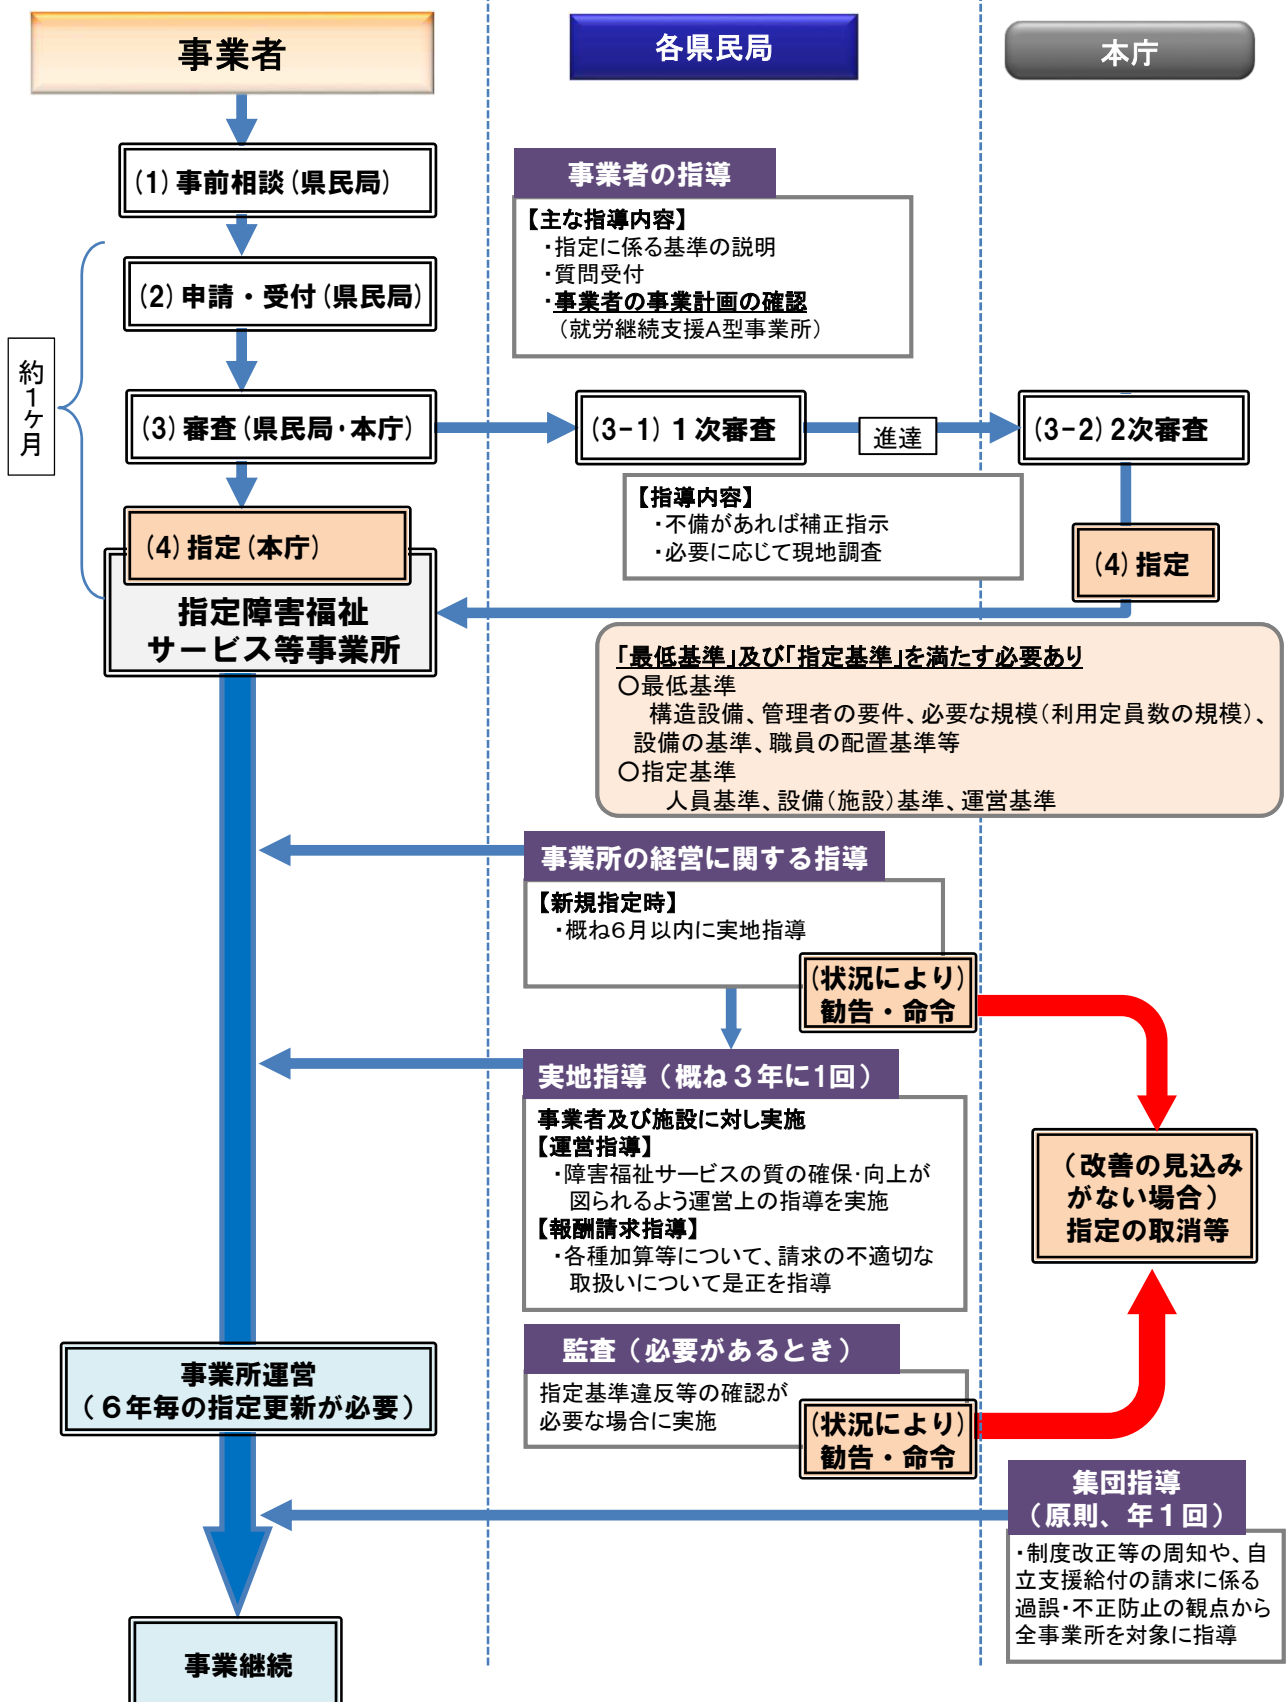 事業者
各県民局
本庁
(1)事前相談(県民局)
事業者の指導
【主な指導内容】
・指定に係る基準の説明
・質問受付
・事業者の事業計画の確認
(就労継続支援A型事業所)
(2)申請・受付(県民局)
約1ヶ月
(3)審査(県民局・本庁)
(3-1)1次審査
進達
(3-2)2次審査
【指導内容】
・不備があれば補正指示
・必要に応じて現地調査
(4)指定(本庁)
(4)指定
指定障害福祉
サービス等事業所
「最低基準」及び「指定基準」を満たす必要あり
○最低基準
構造設備、管理者の要件、必要な規模(利用定員数の規模)、
設備の基準、職員の配置基準等
○指定基準
人員基準、設備(施設)基準、運営基準
事業所の経営に関する指導
【新規指定時】
・概ね6月以内に実地指導
(状況により)
勧告・命令
実地指導(概ね3年に1回)
事業者及び施設に対し実施
【運営指導】
・障害福祉サービスの質の確保・向上が
図られるよう運営上の指導を実施
【報酬請求指導】
・各種加算等について、請求の不適切な
取扱いについて是正を指導
(改善の見込み
がない場合)
指定の取消等
監査(必要があるとき)
指定基準違反等の確認が
必要な場合に実施
(状況により)
勧告・命令
事業所運営
(6年毎の指定更新が必要)
集団指導
(原則、年1回)
・制度改正等の周知や、自
立支援給付の請求に係る
過誤・不正防止の観点から
全事業所を対象に指導
事業継続